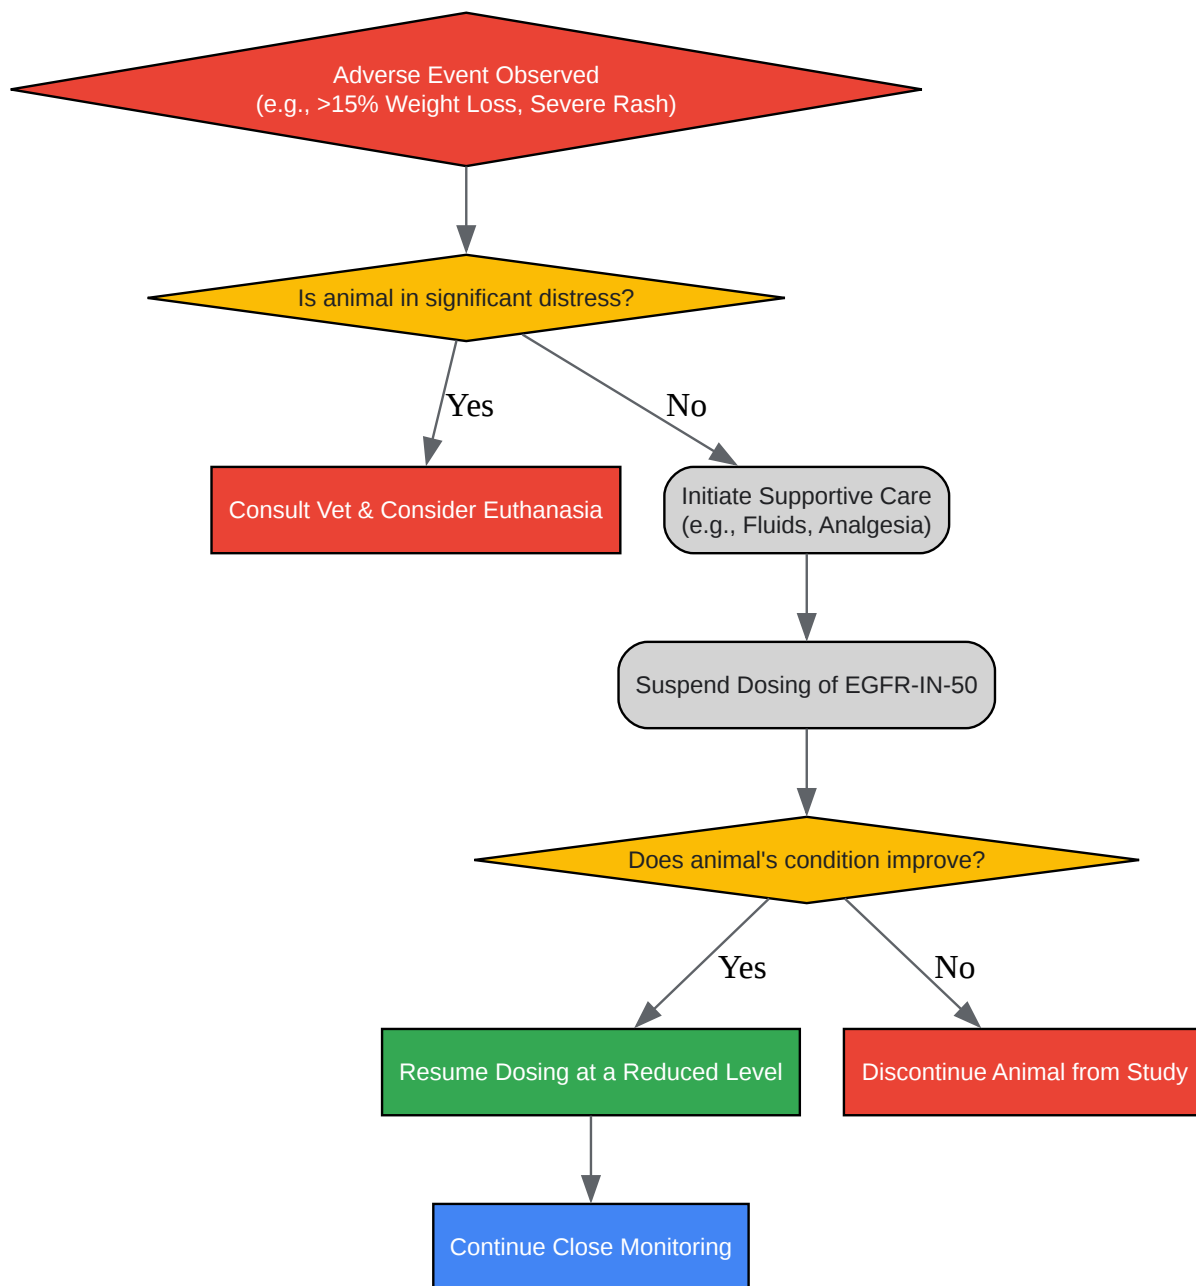 Adverse Event Observed
(e.g., >15% Weight Loss, Severe Rash)
Is animal in significant distress?
Yes
No
Consult Vet & Consider Euthanasia
Initiate Supportive Care
(e.g., Fluids, Analgesia)
Suspend Dosing of EGFR-IN-50
Does animal's condition improve?
Yes
No
Resume Dosing at a Reduced Level
Discontinue Animal from Study
Continue Close Monitoring